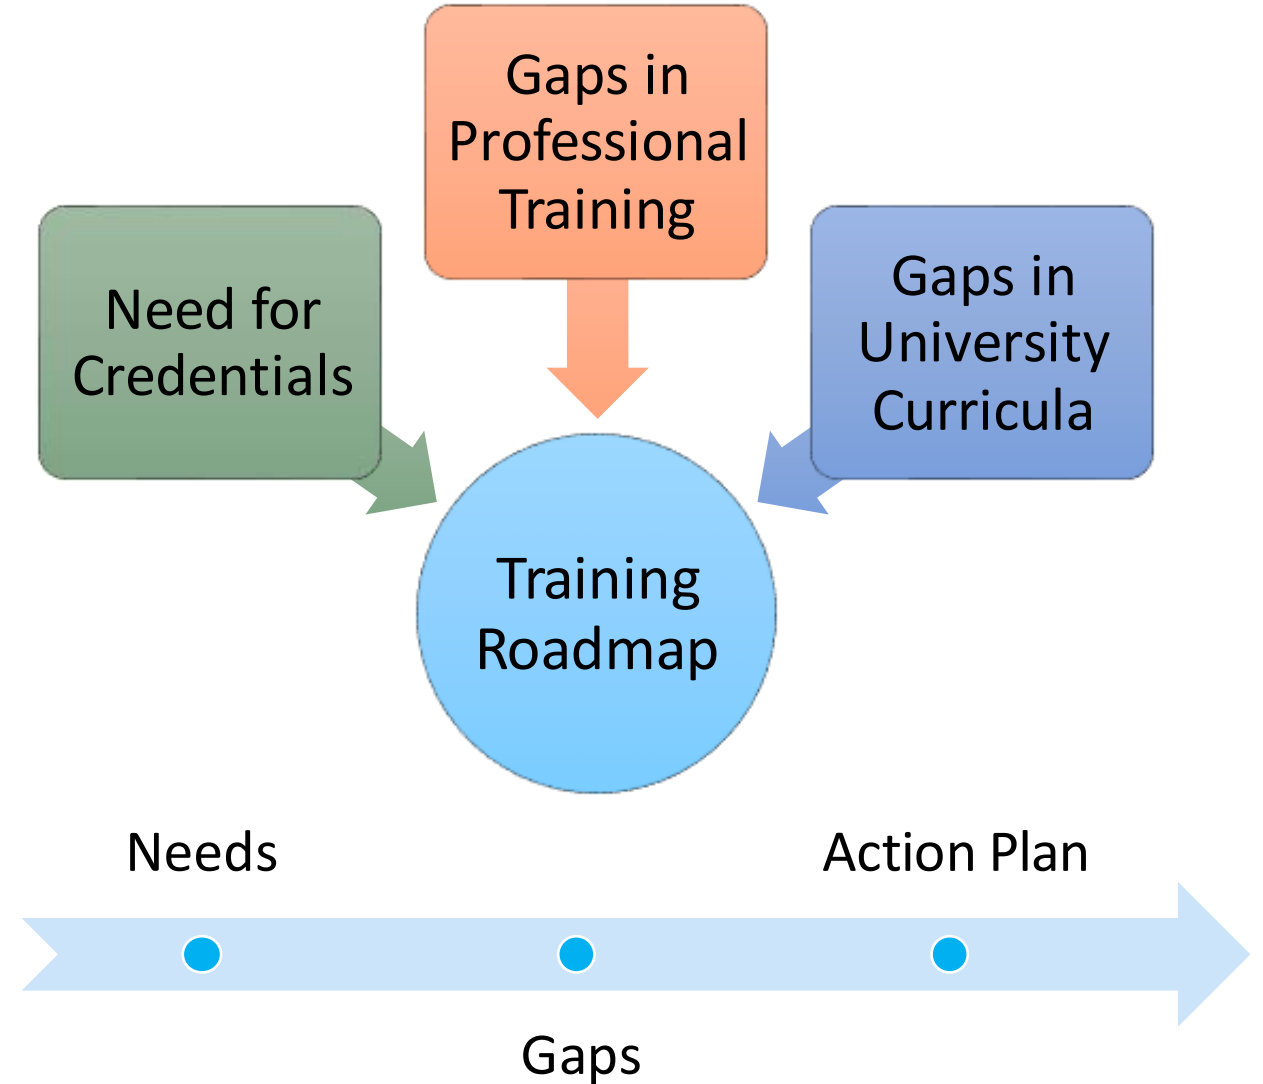 Gaps in
Professional
Training
Need for
Credentials
Gaps in
University
Curricula
Training
Roadmap
Needs
Action Plan
Gaps